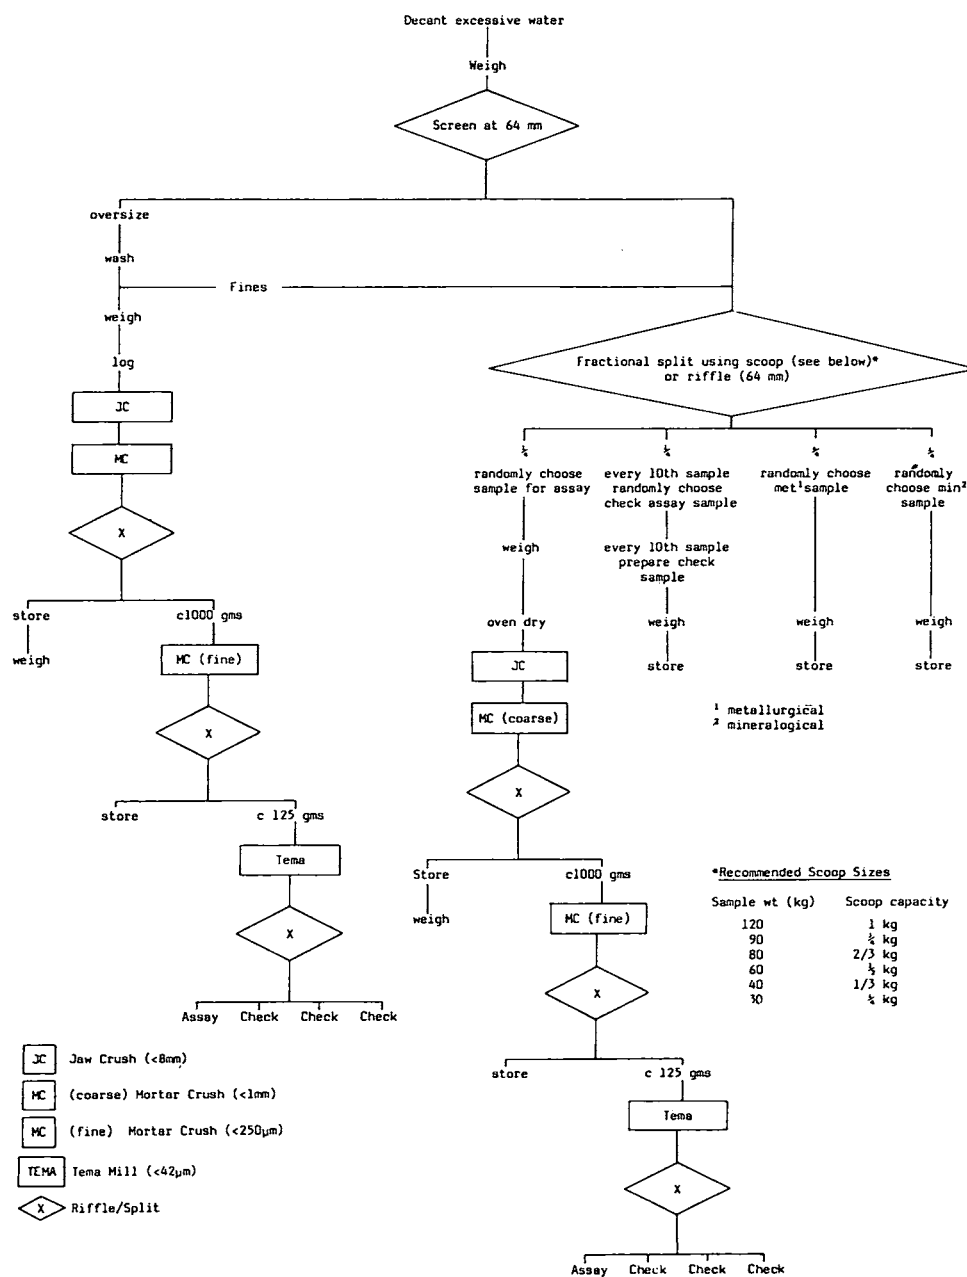 Decant excessive water
Weigh
Screen at 64 mm
oversize
wash
Fines
weigh
log
JC
MC
X
store
weigh
c1000 gms
MC (fine)
X
store
c 125 gms
Tema
X
Assay Check Check Check
Fractional split using scoop (see below)*
or riffle (64 mm)
¼ ¼ ¼ ¼
randomly choose
sample for assay
weigh
oven dry
JC
MC (coarse)
X
Store
weigh
c1000 gms
MC (fine)
X
store
c 125 gms
Tema
X
Assay Check Check Check
every 10th sample
randomly choose
check assay sample
every 10th sample
prepare check
sample
weigh
store
randomly choose
met¹sample
weigh
store
randomly
choose min²
sample
weigh
store
¹ metallurgical
² mineralogical
*Recommended Scoop Sizes
Sample wt (kg) Scoop capacity
120 1 kg
90 ¾ kg
80 2/3 kg
60 ½ kg
40 1/3 kg
30 ¼ kg
JC Jaw Crush (<8mm)
MC (coarse) Mortar Crush (<1mm)
MC (fine) Mortar Crush (<250µm)
TEMA Tema Mill (<42µm)
X Riffle/Split